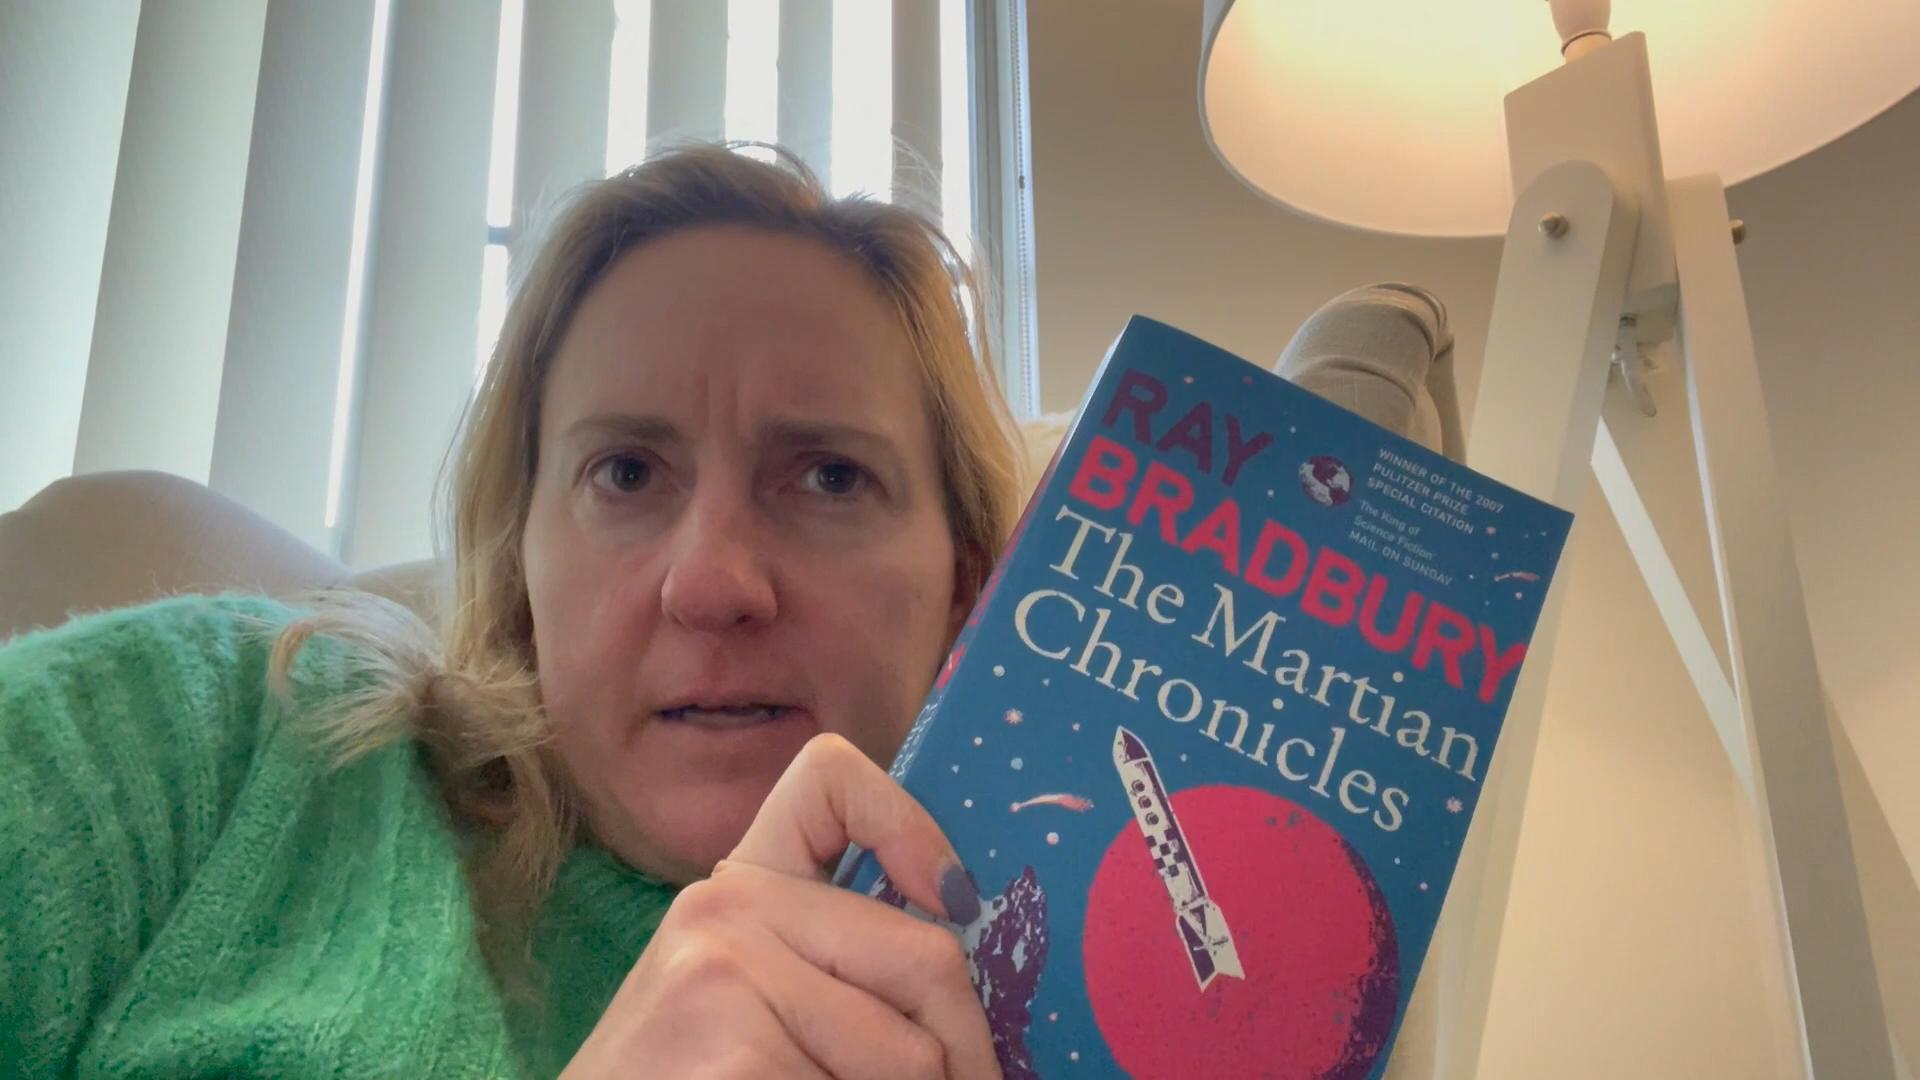 RAY
BRADBURY
The Martian
Chronicles
WINNER OF THE 2007
PULITZER PRIZE
SPECIAL CITATION
'The King of
Science Fiction'
MAIL ON SUNDAY